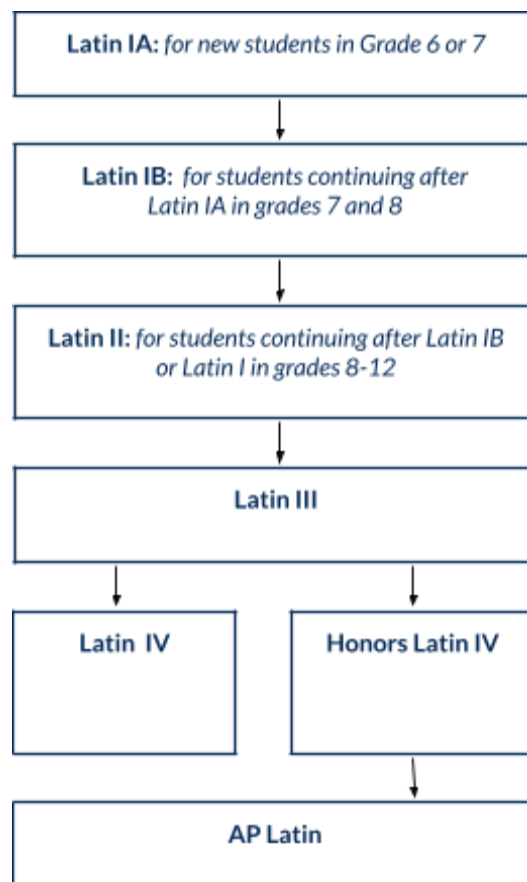 Latin IA: for new students in Grade 6 or 7
Latin IB: for students continuing after
Latin IA in grades 7 and 8
Latin II: for students continuing after Latin IB
or Latin I in grades 8-12
Latin III
Latin IV
Honors Latin IV
AP Latin